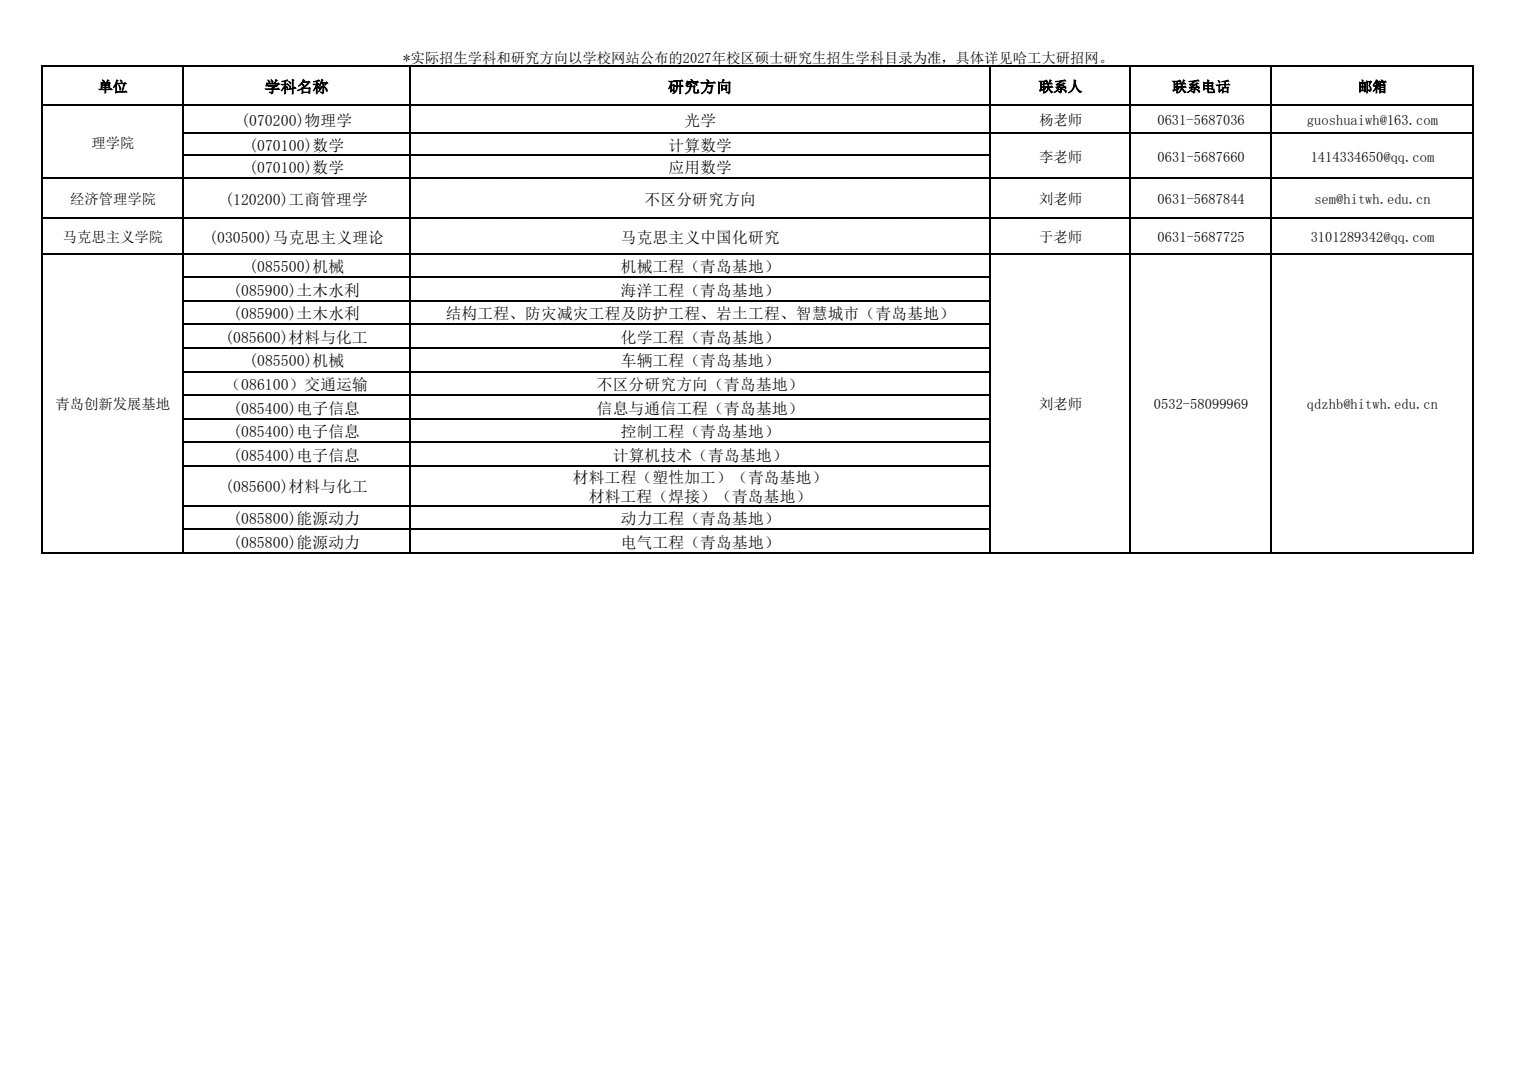 *实际招生学科和研究方向以学校网站公布的2027年校区硕士研究生招生学科目录为准，具体详见哈工大研招网。
单位 学科名称 研究方向 联系人 联系电话 邮箱
理学院 (070200)物理学 光学 杨老师 0631-5687036 guoshuaiwh@163.com
(070100)数学 计算数学 李老师 0631-5687660 1414334650@qq.com
(070100)数学 应用数学
经济管理学院 (120200)工商管理学 不区分研究方向 刘老师 0631-5687844 sem@hitwh.edu.cn
马克思主义学院 (030500)马克思主义理论 马克思主义中国化研究 于老师 0631-5687725 3101289342@qq.com
青岛创新发展基地 (085500)机械 机械工程（青岛基地） 刘老师 0532-58099969 qdzhb@hitwh.edu.cn
(085900)土木水利 海洋工程（青岛基地）
(085900)土木水利 结构工程、防灾减灾工程及防护工程、岩土工程、智慧城市（青岛基地）
(085600)材料与化工 化学工程（青岛基地）
(085500)机械 车辆工程（青岛基地）
（086100）交通运输 不区分研究方向（青岛基地）
(085400)电子信息 信息与通信工程（青岛基地）
(085400)电子信息 控制工程（青岛基地）
(085400)电子信息 计算机技术（青岛基地）
(085600)材料与化工 材料工程（塑性加工）（青岛基地）
材料工程（焊接）（青岛基地）
(085800)能源动力 动力工程（青岛基地）
(085800)能源动力 电气工程（青岛基地）